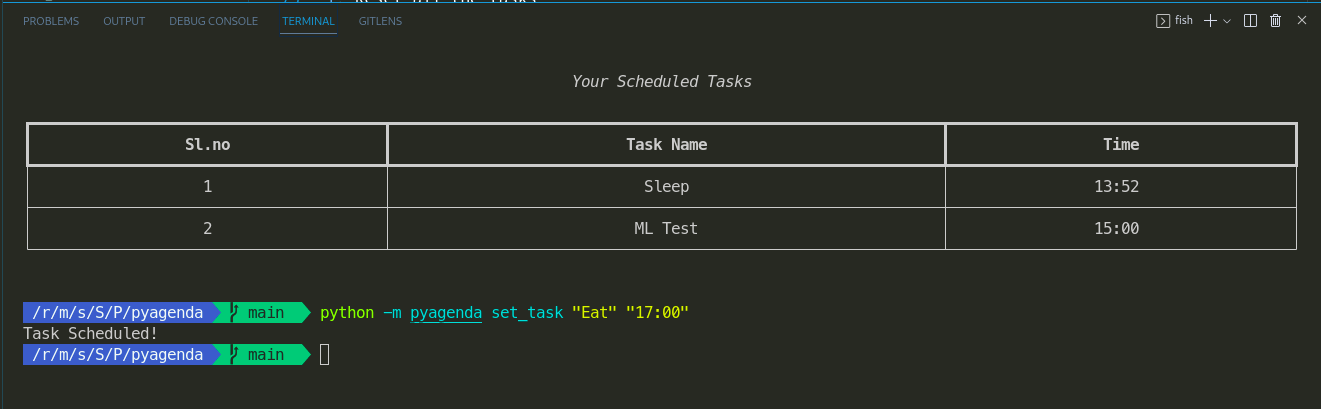 PROBLEMS OUTPUT DEBUG CONSOLE TERMINAL GITLENS fish
Your Scheduled Tasks
Sl.no Task Name Time
1 Sleep 13:52
2 ML Test 15:00
/r/m/s/S/P/pyagenda main python -m pyagenda set_task "Eat" "17:00"
Task Scheduled!
/r/m/s/S/P/pyagenda main